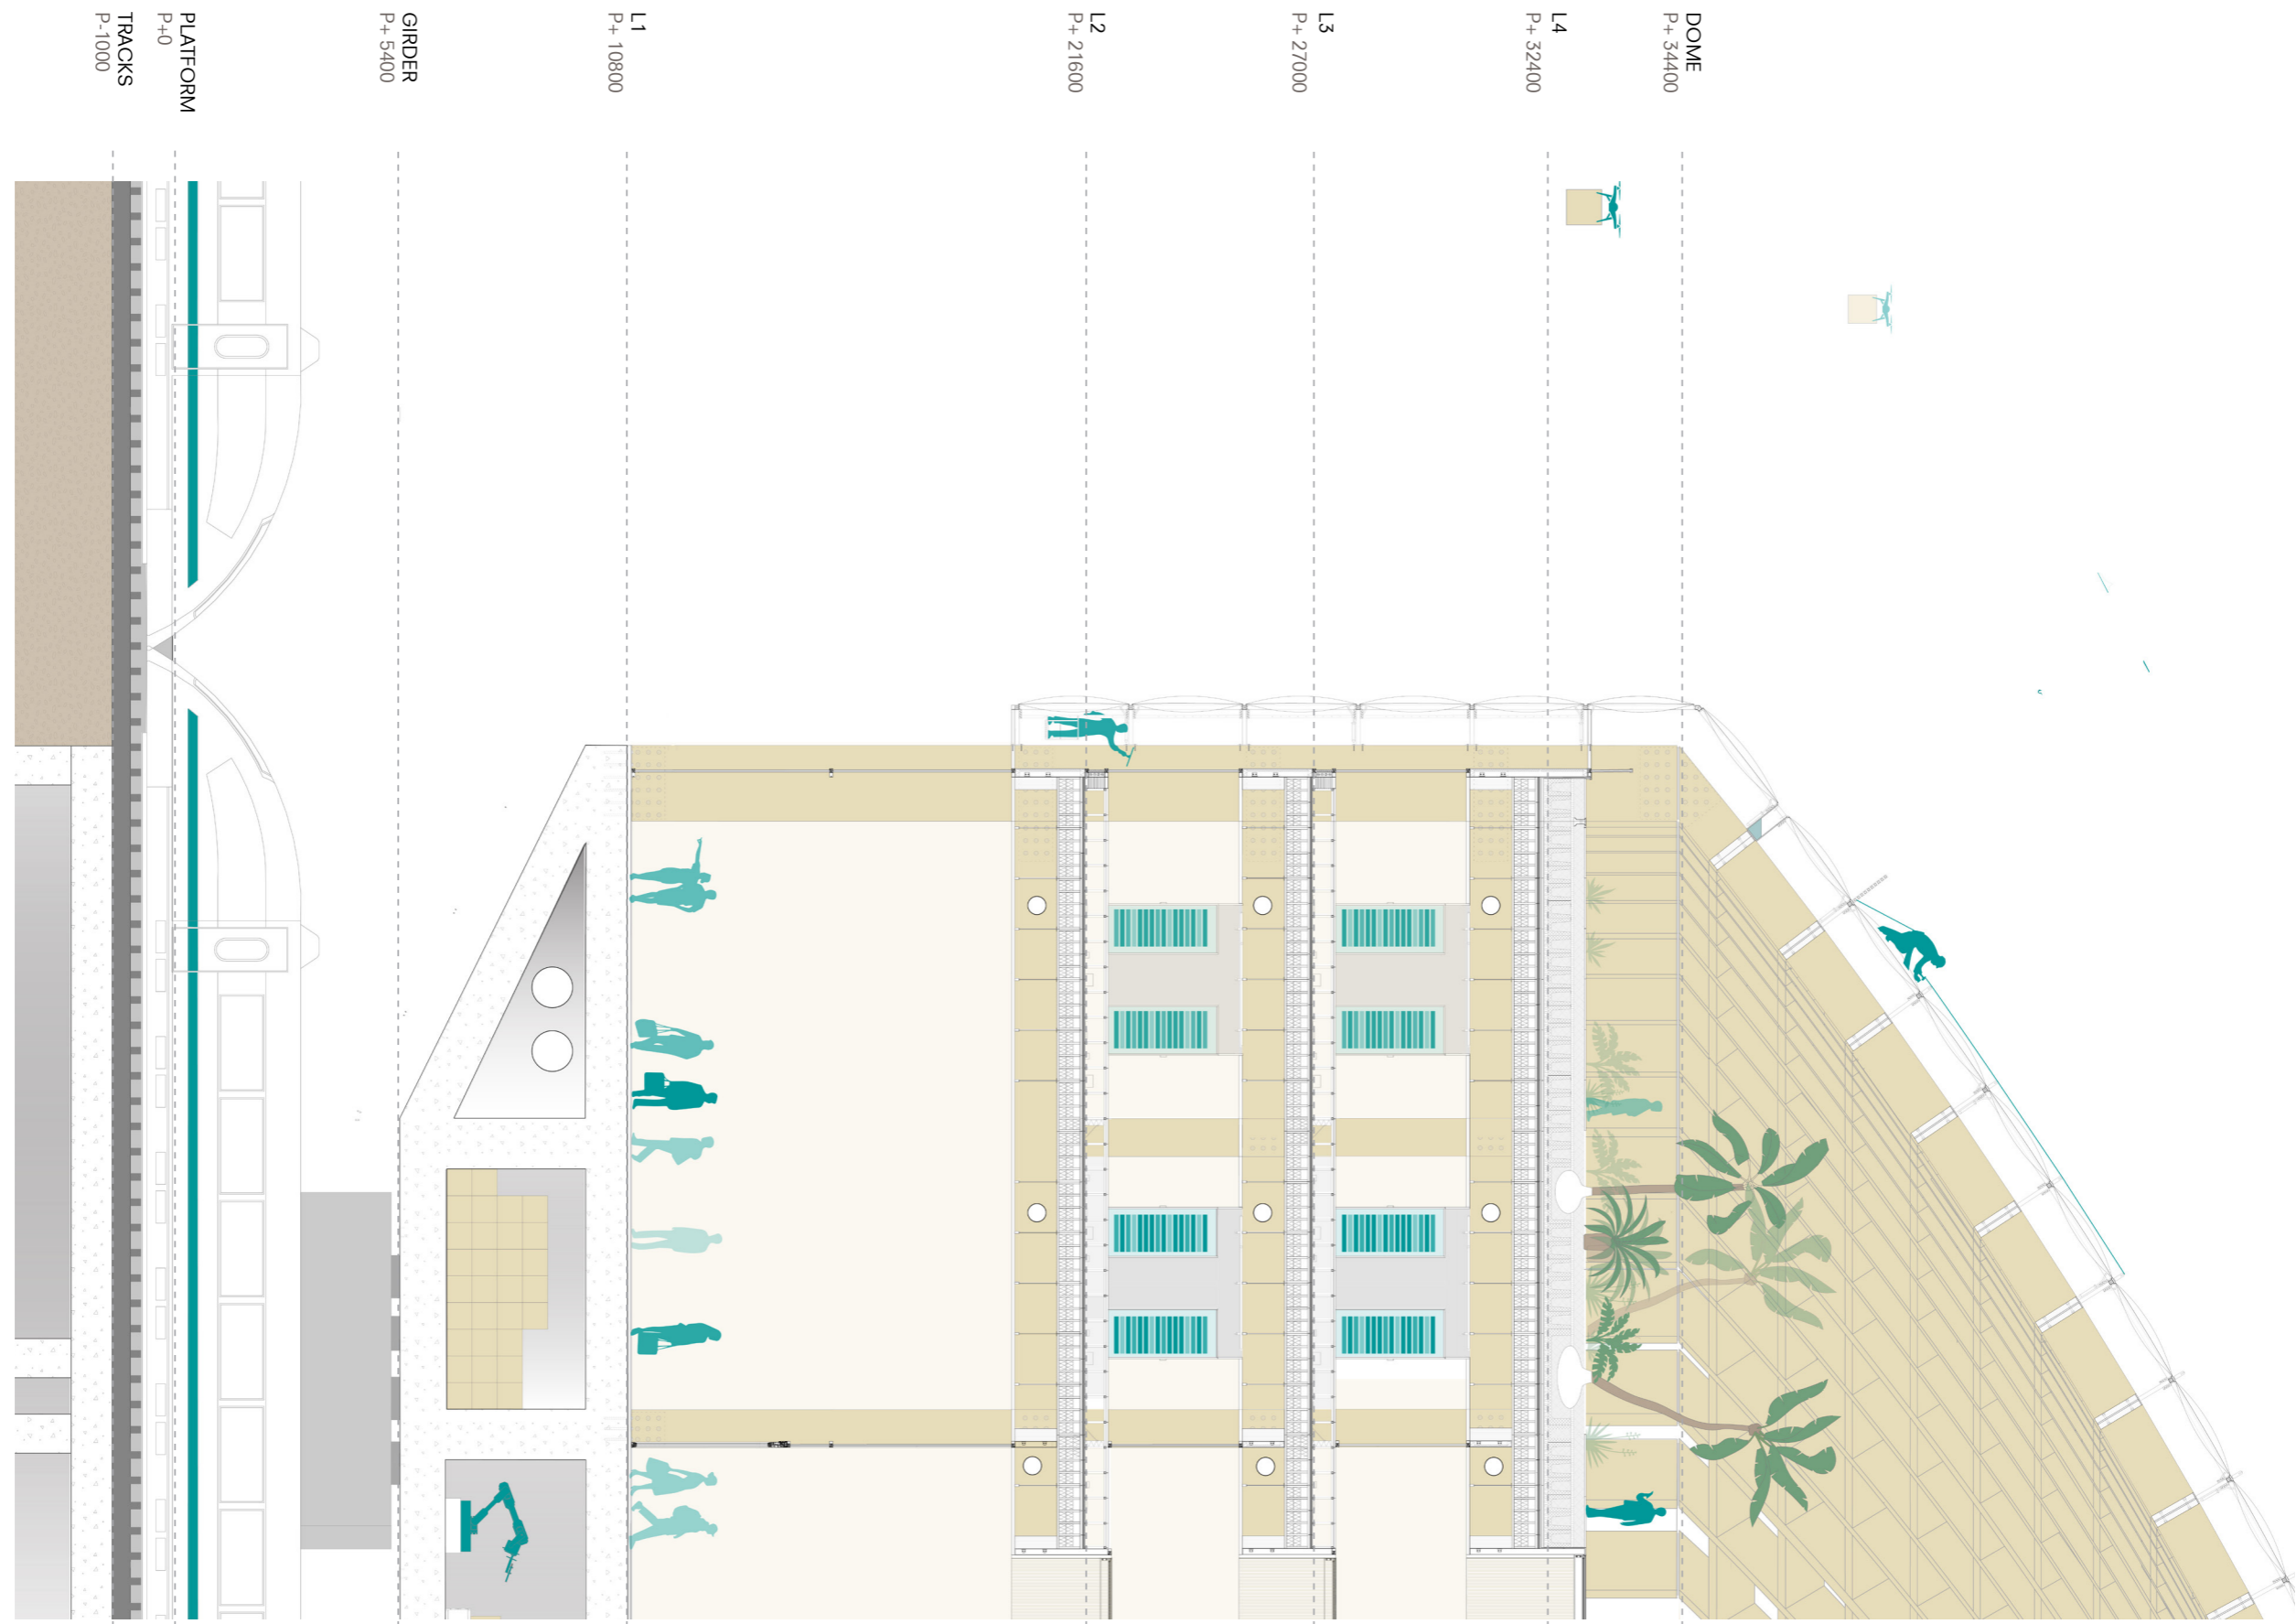 DOME
P+ 34400
L4
P+ 32400
L3
P+ 27000
L2
P+ 21600
L1
P+ 10800
GIRDER
P+ 5400
PLATFORM
P+0
TRACKS
P-1000